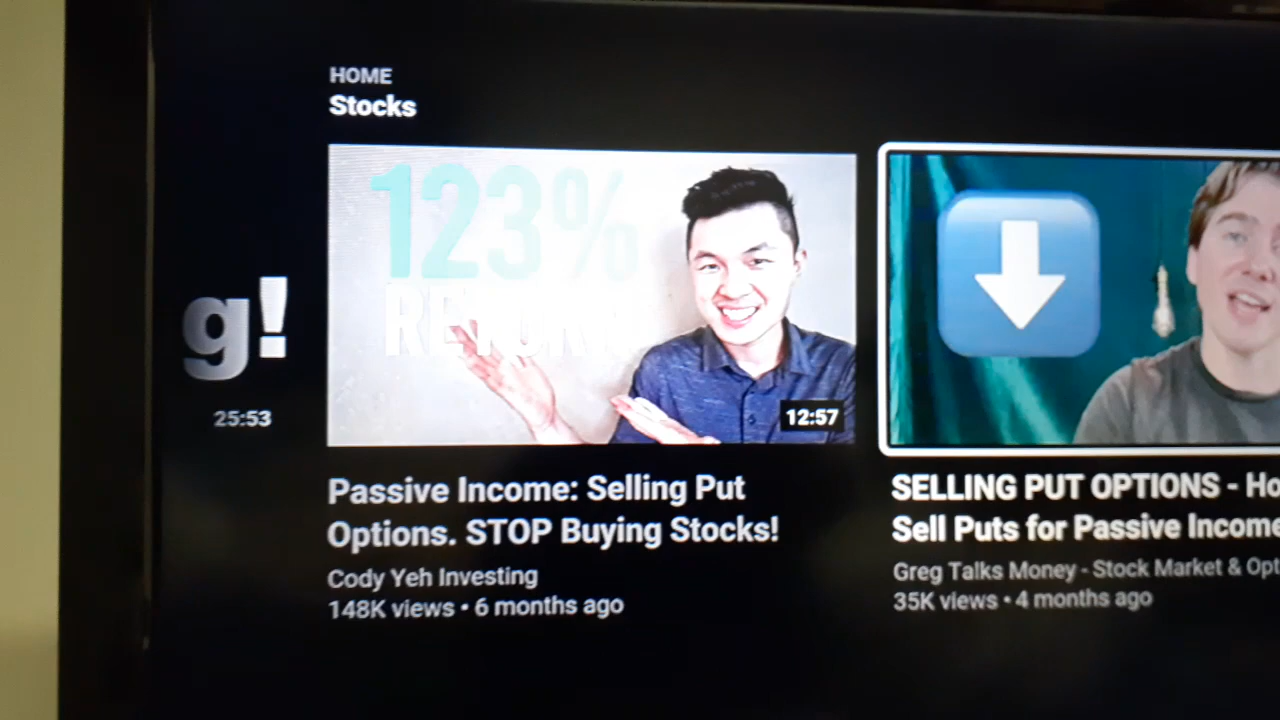 HOME
Stocks
123%
RETURN
g!
25:53
12:57
Passive Income: Selling Put
Options. STOP Buying Stocks!
Cody Yeh Investing
148K views • 6 months ago
SELLING PUT OPTIONS - Ho
Sell Puts for Passive Income
Greg Talks Money - Stock Market & Opt
35K views • 4 months ago